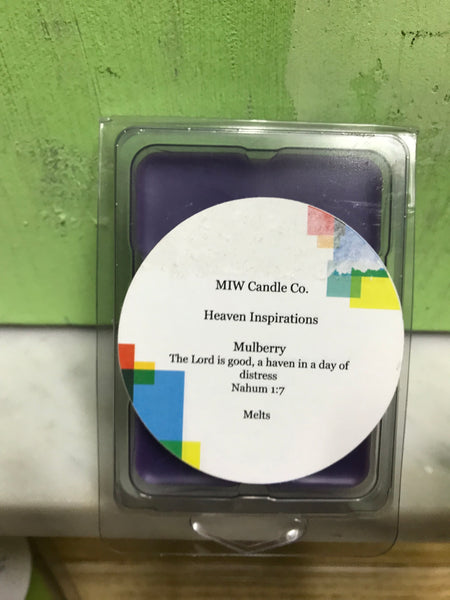 MIW Candle Co.
Heaven Inspirations
Mulberry
The Lord is good, a haven in a day of
distress
Nahum 1:7
Melts